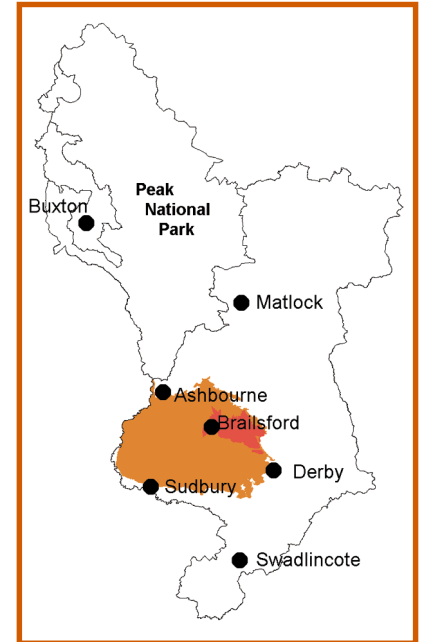 Peak
National
Park
Buxton
Matlock
Ashbourne
Brailsford
Derby
Sudbury
Swadlincote